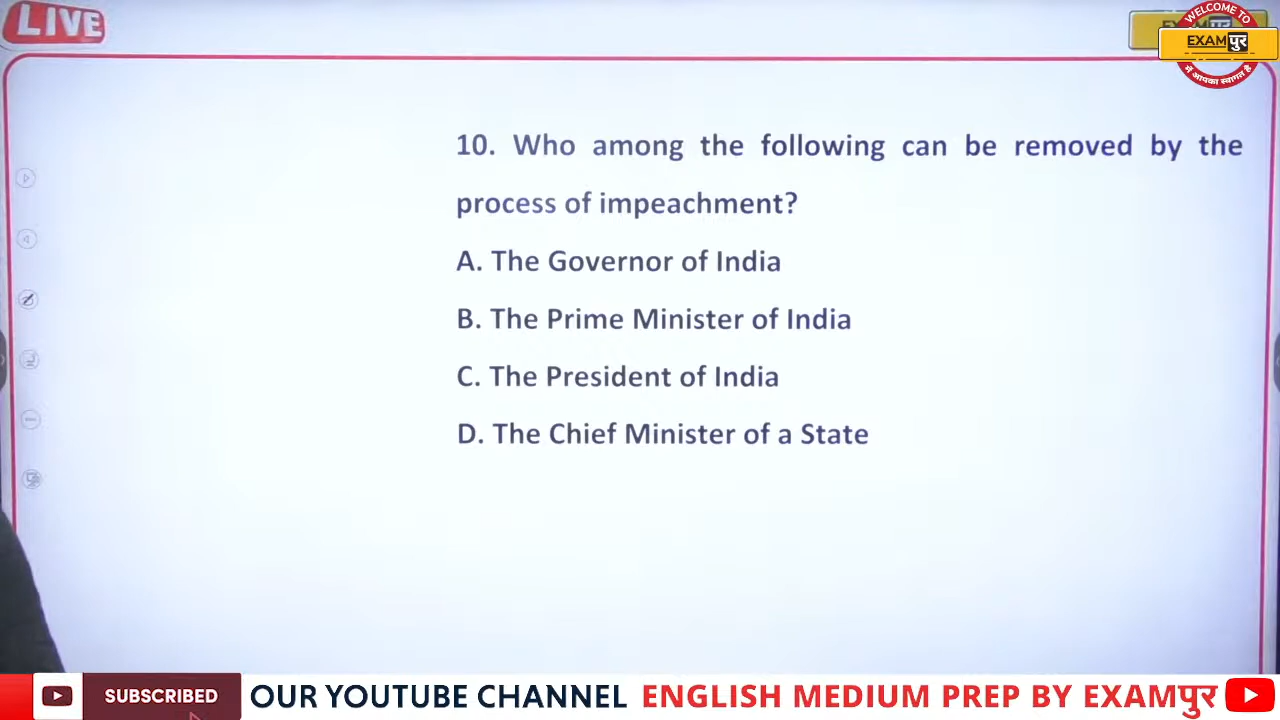 LIVE
WELCOME TO
EXAMपुर
में आपका स्वागत है
10. Who among the following can be removed by the
process of impeachment?
A. The Governor of India
B. The Prime Minister of India
C. The President of India
D. The Chief Minister of a State
SUBSCRIBED
OUR YOUTUBE CHANNEL ENGLISH MEDIUM PREP BY EXAMपुर